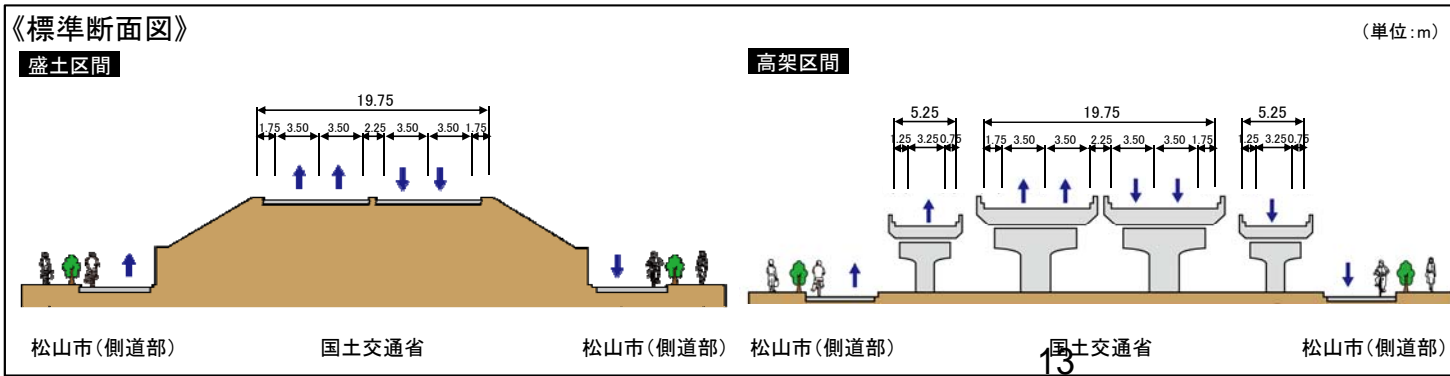 《標準断面図》
(単位:m)
盛土区間
19.75
1.75 3.50 3.50 2.25 3.50 3.50 1.75
松山市(側道部) 国土交通省 松山市(側道部)
高架区間
5.25 19.75 5.25
1.25 3.25 0.75 1.75 3.50 3.50 2.25 3.50 3.50 1.75 1.25 3.25 0.75
松山市(側道部) 国土交通省 松山市(側道部)
13